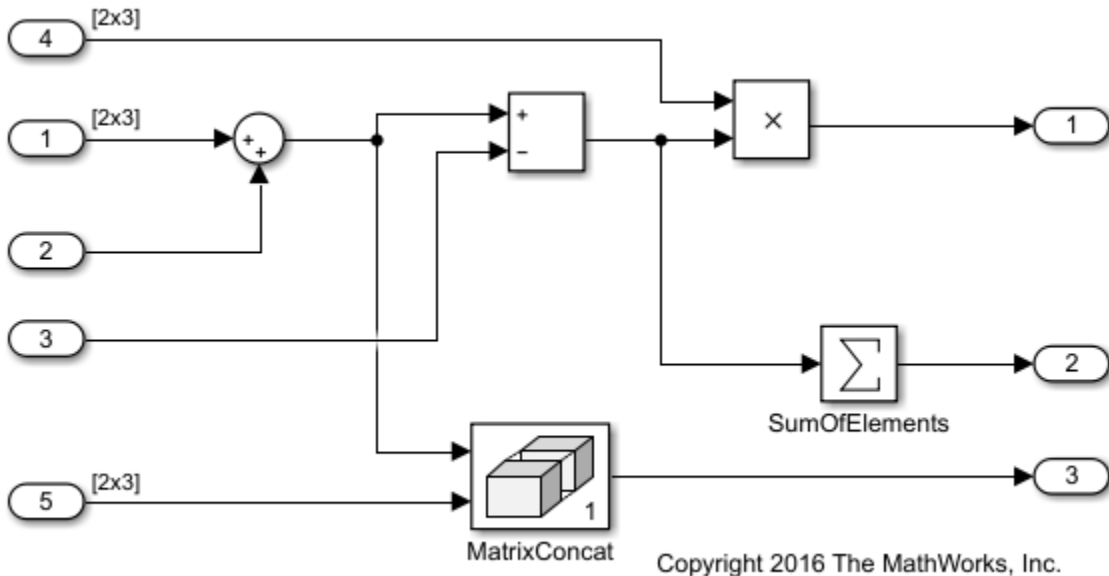 [2x3]
4
[2x3]
1
+
+
+
−
×
1
2
3
Σ
2
SumOfElements
[2x3]
5
1
3
MatrixConcat
Copyright 2016 The MathWorks, Inc.